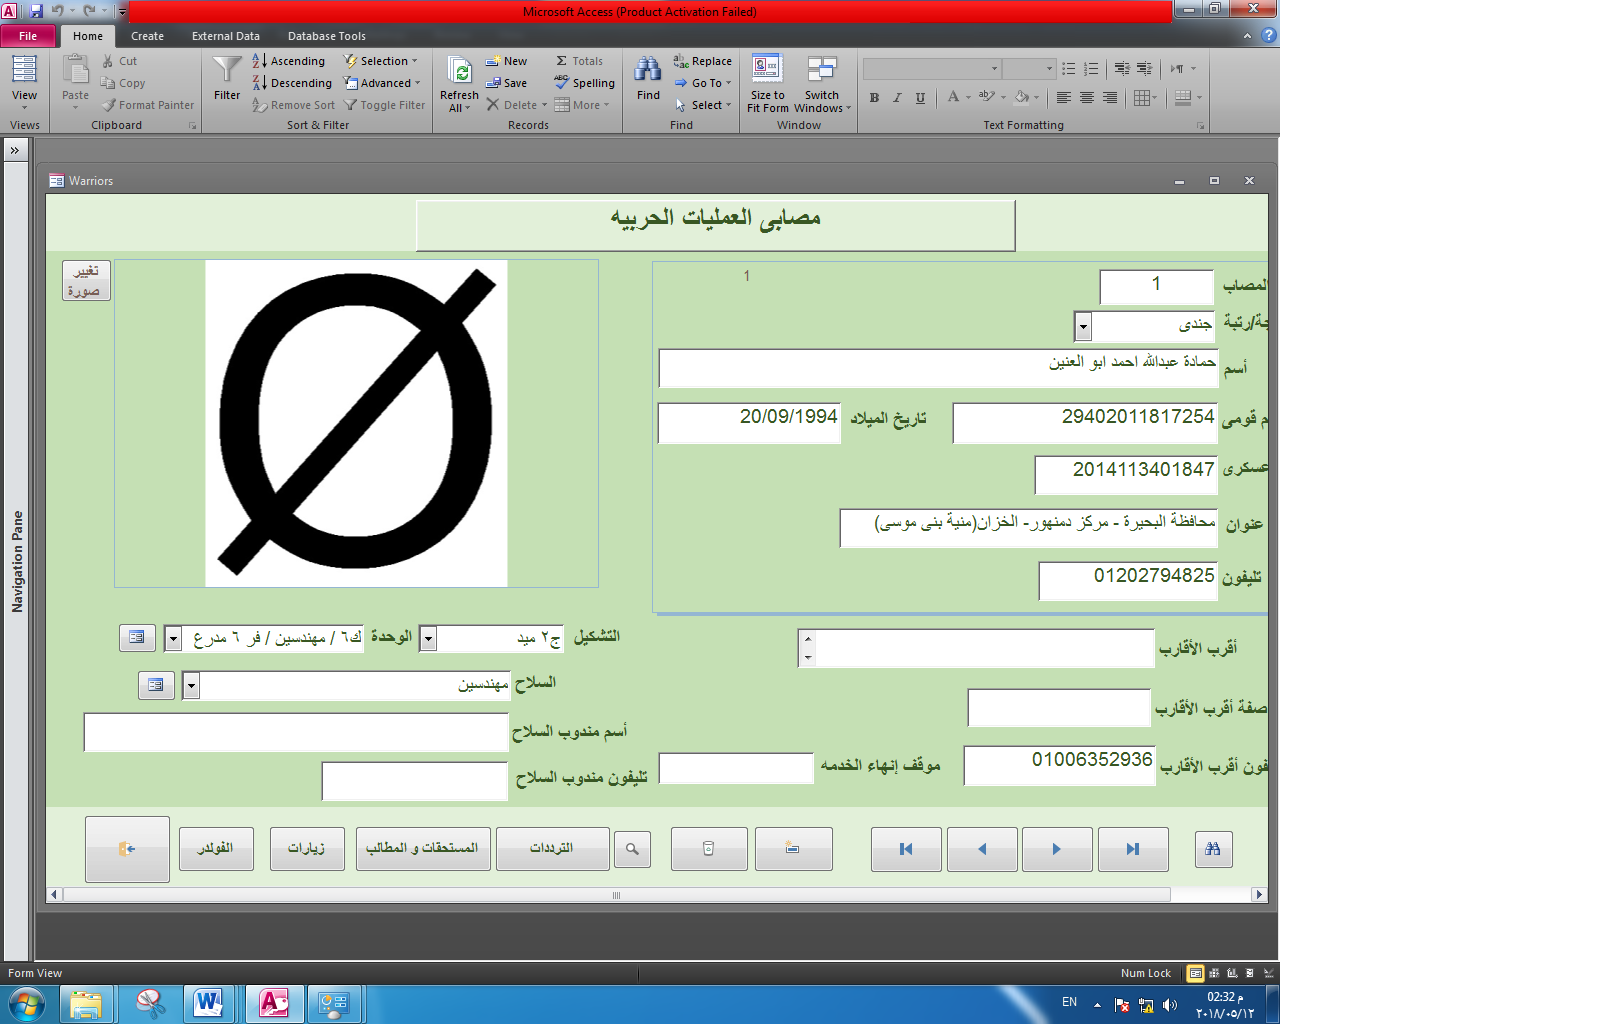 Microsoft Access (Product Activation Failed)
File Home Create External Data Database Tools
View
Views
Paste
Cut
Copy
Format Painter
Clipboard
Filter
Ascending
Descending
Remove Sort
Selection
Advanced
Toggle Filter
Sort & Filter
Refresh All
New
Save
Delete
Totals
Spelling
More
Records
Find
Replace
Go To
Select
Find
Size to Fit Form
Switch Windows
Window
Text Formatting
Navigation Pane
Warriors
مصابى العمليات الحربيه
تغيير
صورة
1
المصاب 1
جة/رتبة جندى
أسم حمادة عبدالله احمد ابو العنين
م قومى 29402011817254 تاريخ الميلاد 20/09/1994
عسكرى 2014113401847
عنوان محافظة البحيرة - مركز دمنهور- الخزان(منية بنى موسى)
تليفون 01202794825
التشكيل ج٢ ميد الوحدة ك٦ / مهندسين / فر ٦ مدرع
السلاح مهندسين
أسم مندوب السلاح
تليفون مندوب السلاح
أقرب الأقارب
صفة أقرب الأقارب
فون أقرب الأقارب 01006352936 موقف إنهاء الخدمه
الفولدر زيارات المستحقات و المطالب الترددات
Form View
Num Lock
EN
02:32 م
٢٠١٨/٠٥/١٢